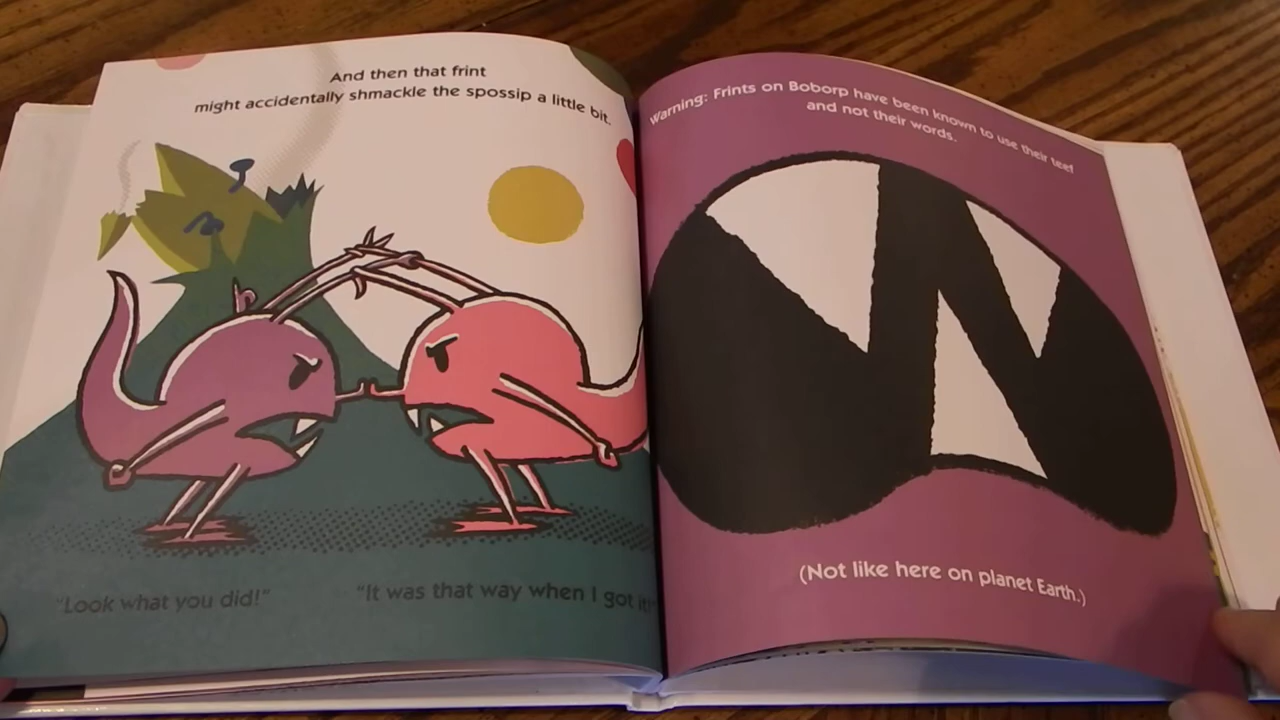 And then that frint
might accidentally shmackle the spossip a little bit.
"Look what you did!"
"It was that way when I got it!"
Warning: Frints on Boborp have been known to use their teef
and not their words.
(Not like here on planet Earth.)